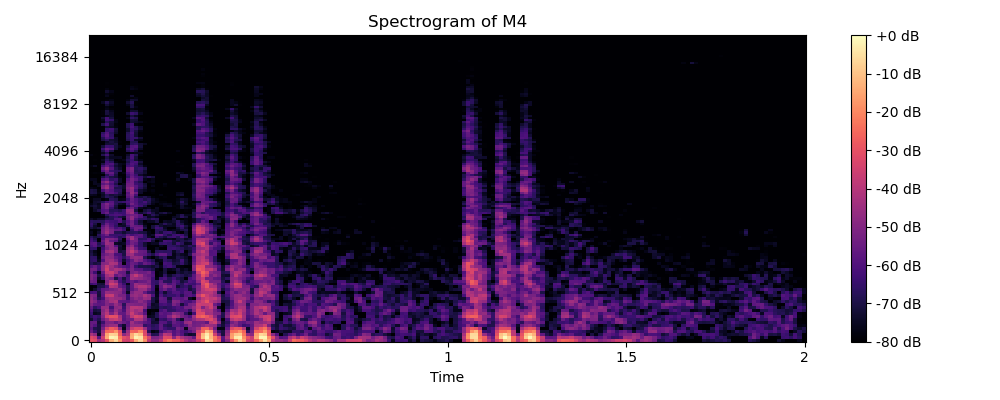 Spectrogram of M4
Hz
16384
8192
4096
2048
1024
512
0
0
0.5
1
1.5
2
Time
+0 dB
-10 dB
-20 dB
-30 dB
-40 dB
-50 dB
-60 dB
-70 dB
-80 dB